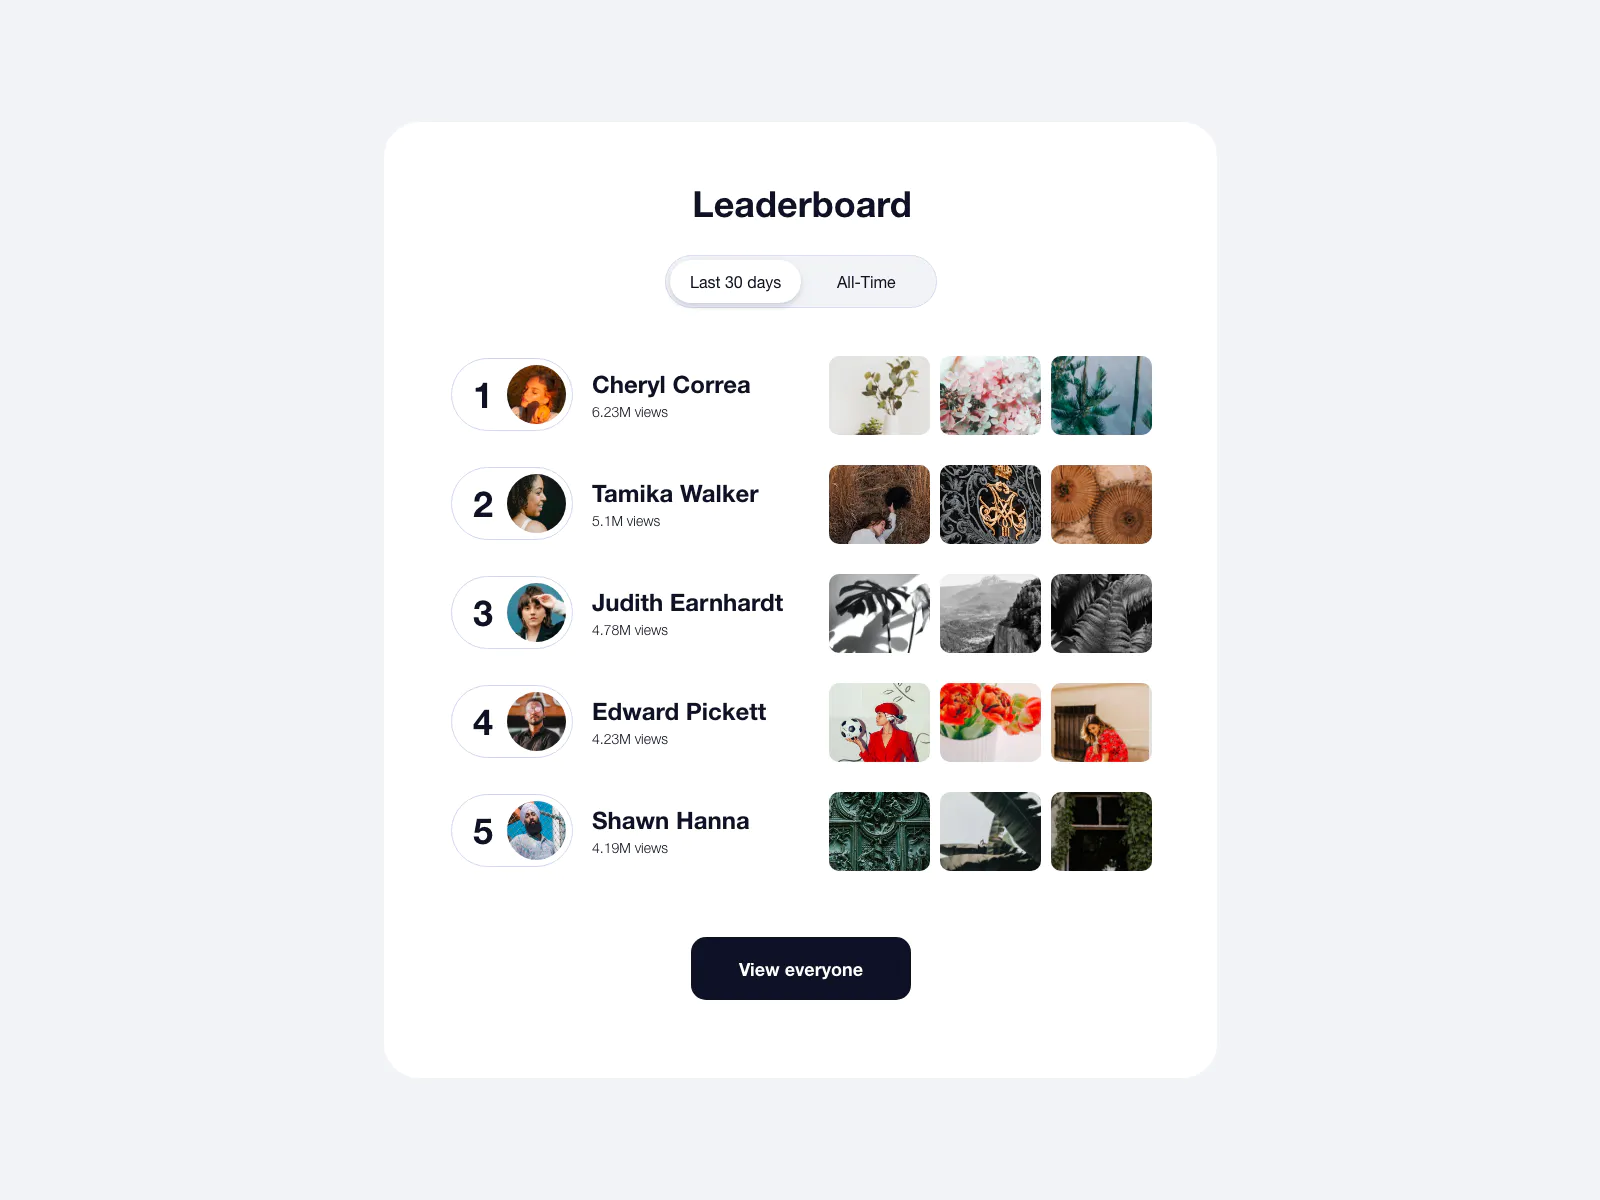 Leaderboard
Last 30 days
All-Time
1
Cheryl Correa
6.23M views
2
Tamika Walker
5.1M views
3
Judith Earnhardt
4.78M views
4
Edward Pickett
4.23M views
5
Shawn Hanna
4.19M views
View everyone